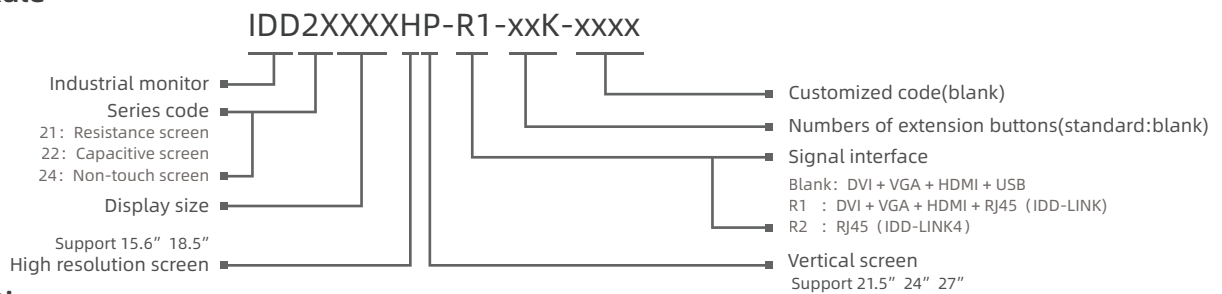 IDD2XXXXHP-R1-xxK-xxxx
Industrial monitor
Series code
21: Resistance screen
22: Capacitive screen
24: Non-touch screen
Display size
Support 15.6” 18.5”
High resolution screen
Customized code(blank)
Numbers of extension buttons(standard:blank)
Signal interface
Blank: DVI + VGA + HDMI + USB
R1 : DVI + VGA + HDMI + RJ45 (IDD-LINK)
R2 : RJ45 (IDD-LINK4)
Vertical screen
Support 21.5” 24” 27”